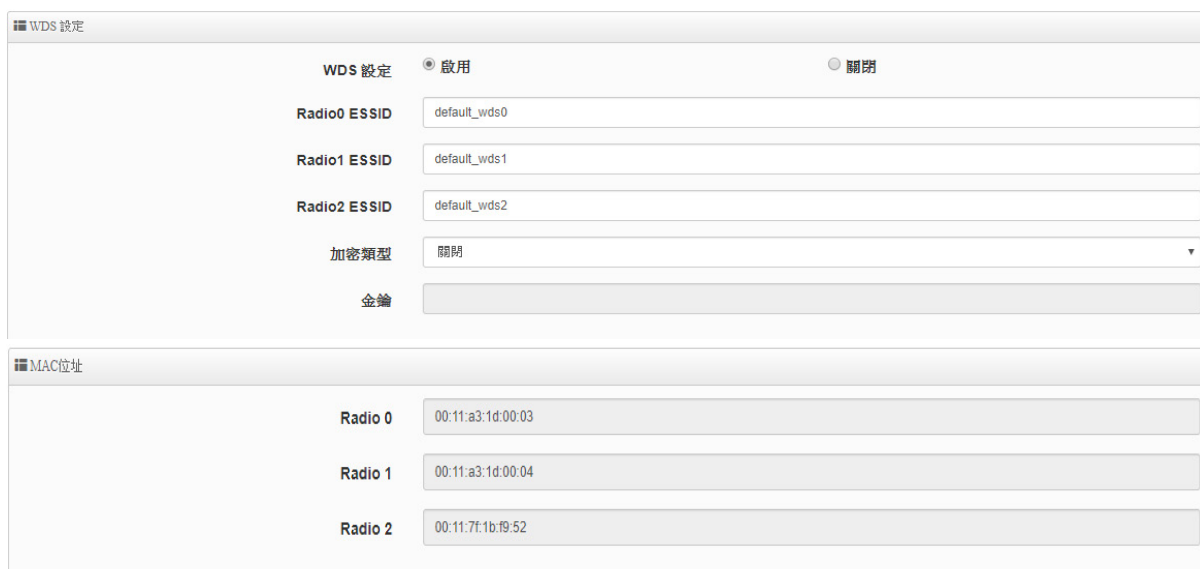 WDS 設定
WDS 設定 啟用 關閉
Radio0 ESSID default_wds0
Radio1 ESSID default_wds1
Radio2 ESSID default_wds2
加密類型 關閉
金鑰
MAC位址
Radio 0 00:11:a3:1d:00:03
Radio 1 00:11:a3:1d:00:04
Radio 2 00:11:7f:1b:f9:52